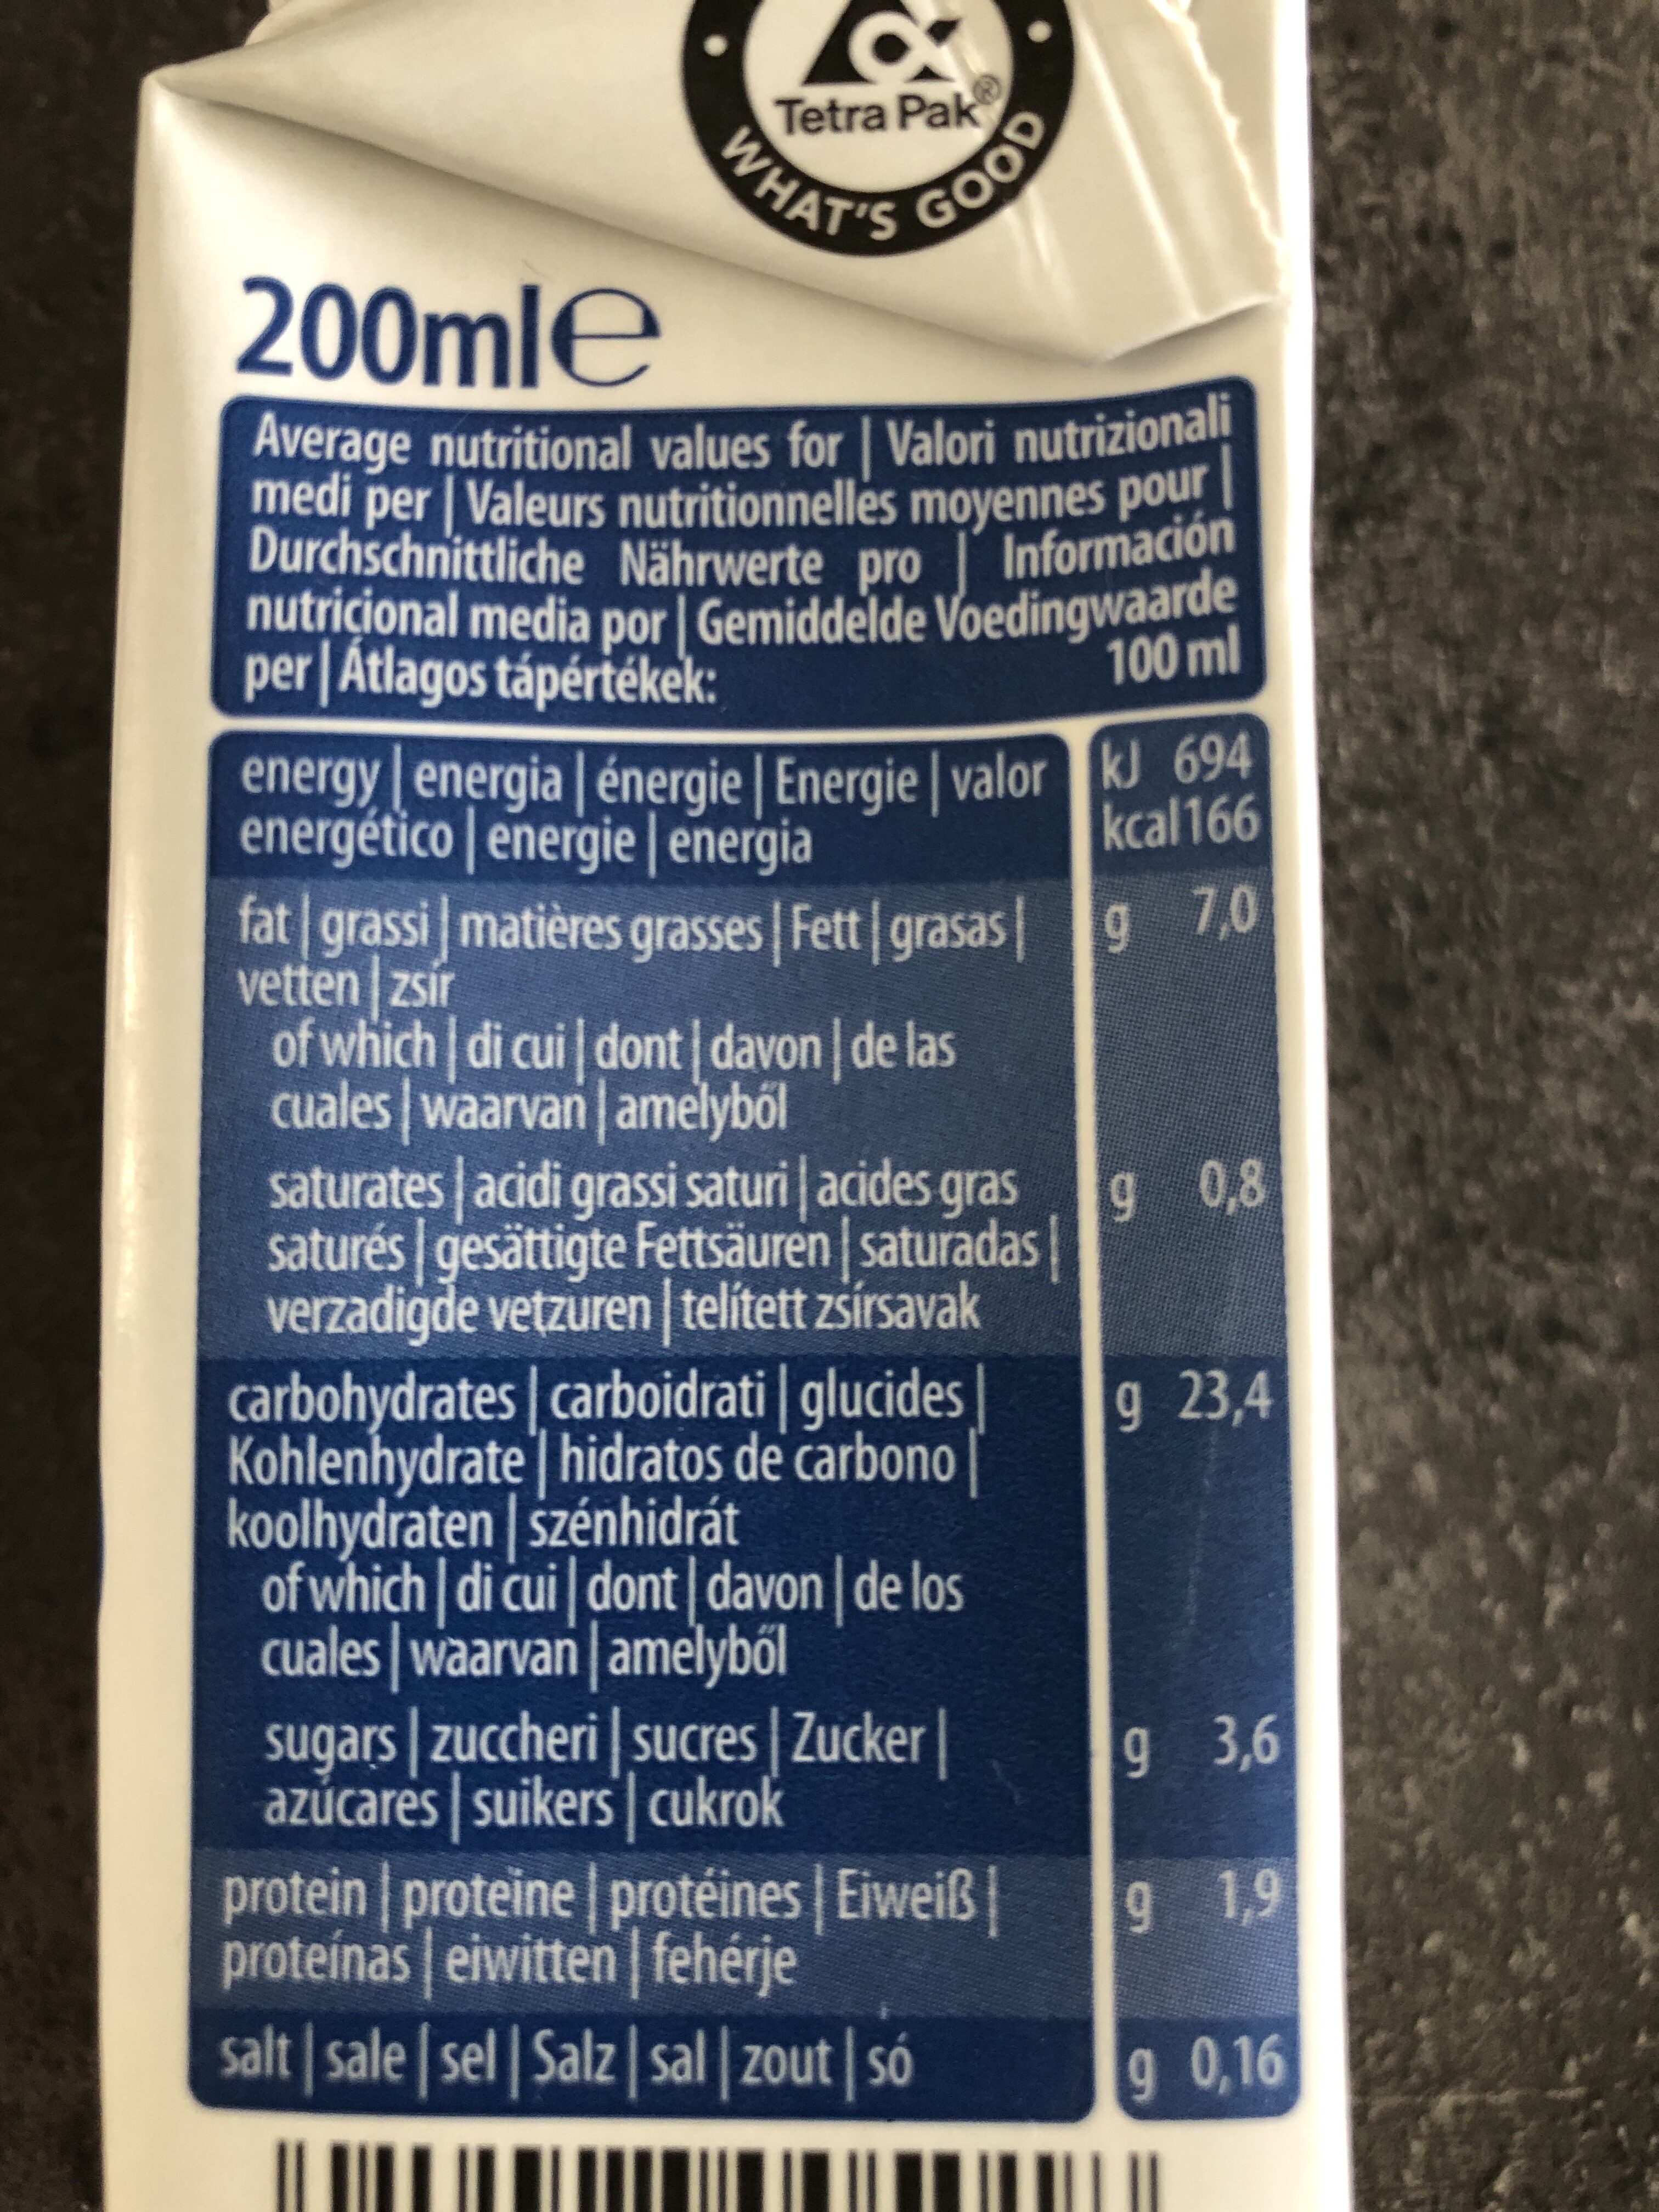 Tetra Pak®
WHAT'S GOOD
200ml℮
Average nutritional values for | Valori nutrizionali
medi per | Valeurs nutritionnelles moyennes pour |
Durchschnittliche Nährwerte pro | Información
nutricional media por | Gemiddelde Voedingwaarde
per | Átlagos tápértékek: 100 ml
energy | energia | énergie | Energie | valor kJ 694
energético | energie | energia kcal 166
fat | grassi | matières grasses | Fett | grasas | g 7,0
vetten | zsír
of which | di cui | dont | davon | de las
cuales | waarvan | amelyből
saturates | acidi grassi saturi | acides gras g 0,8
saturés | gesättigte Fettsäuren | saturadas |
verzadigde vetzuren | telített zsírsavak
carbohydrates | carboidrati | glucides | g 23,4
Kohlenhydrate | hidratos de carbono |
koolhydraten | szénhidrát
of which | di cui | dont | davon | de los
cuales | waarvan | amelyből
sugars | zuccheri | sucres | Zucker | g 3,6
azúcares | suikers | cukrok
protein | proteine | protéines | Eiweiß | g 1,9
proteínas | eiwitten | fehérje
salt | sale | sel | Salz | sal | zout | só g 0,16